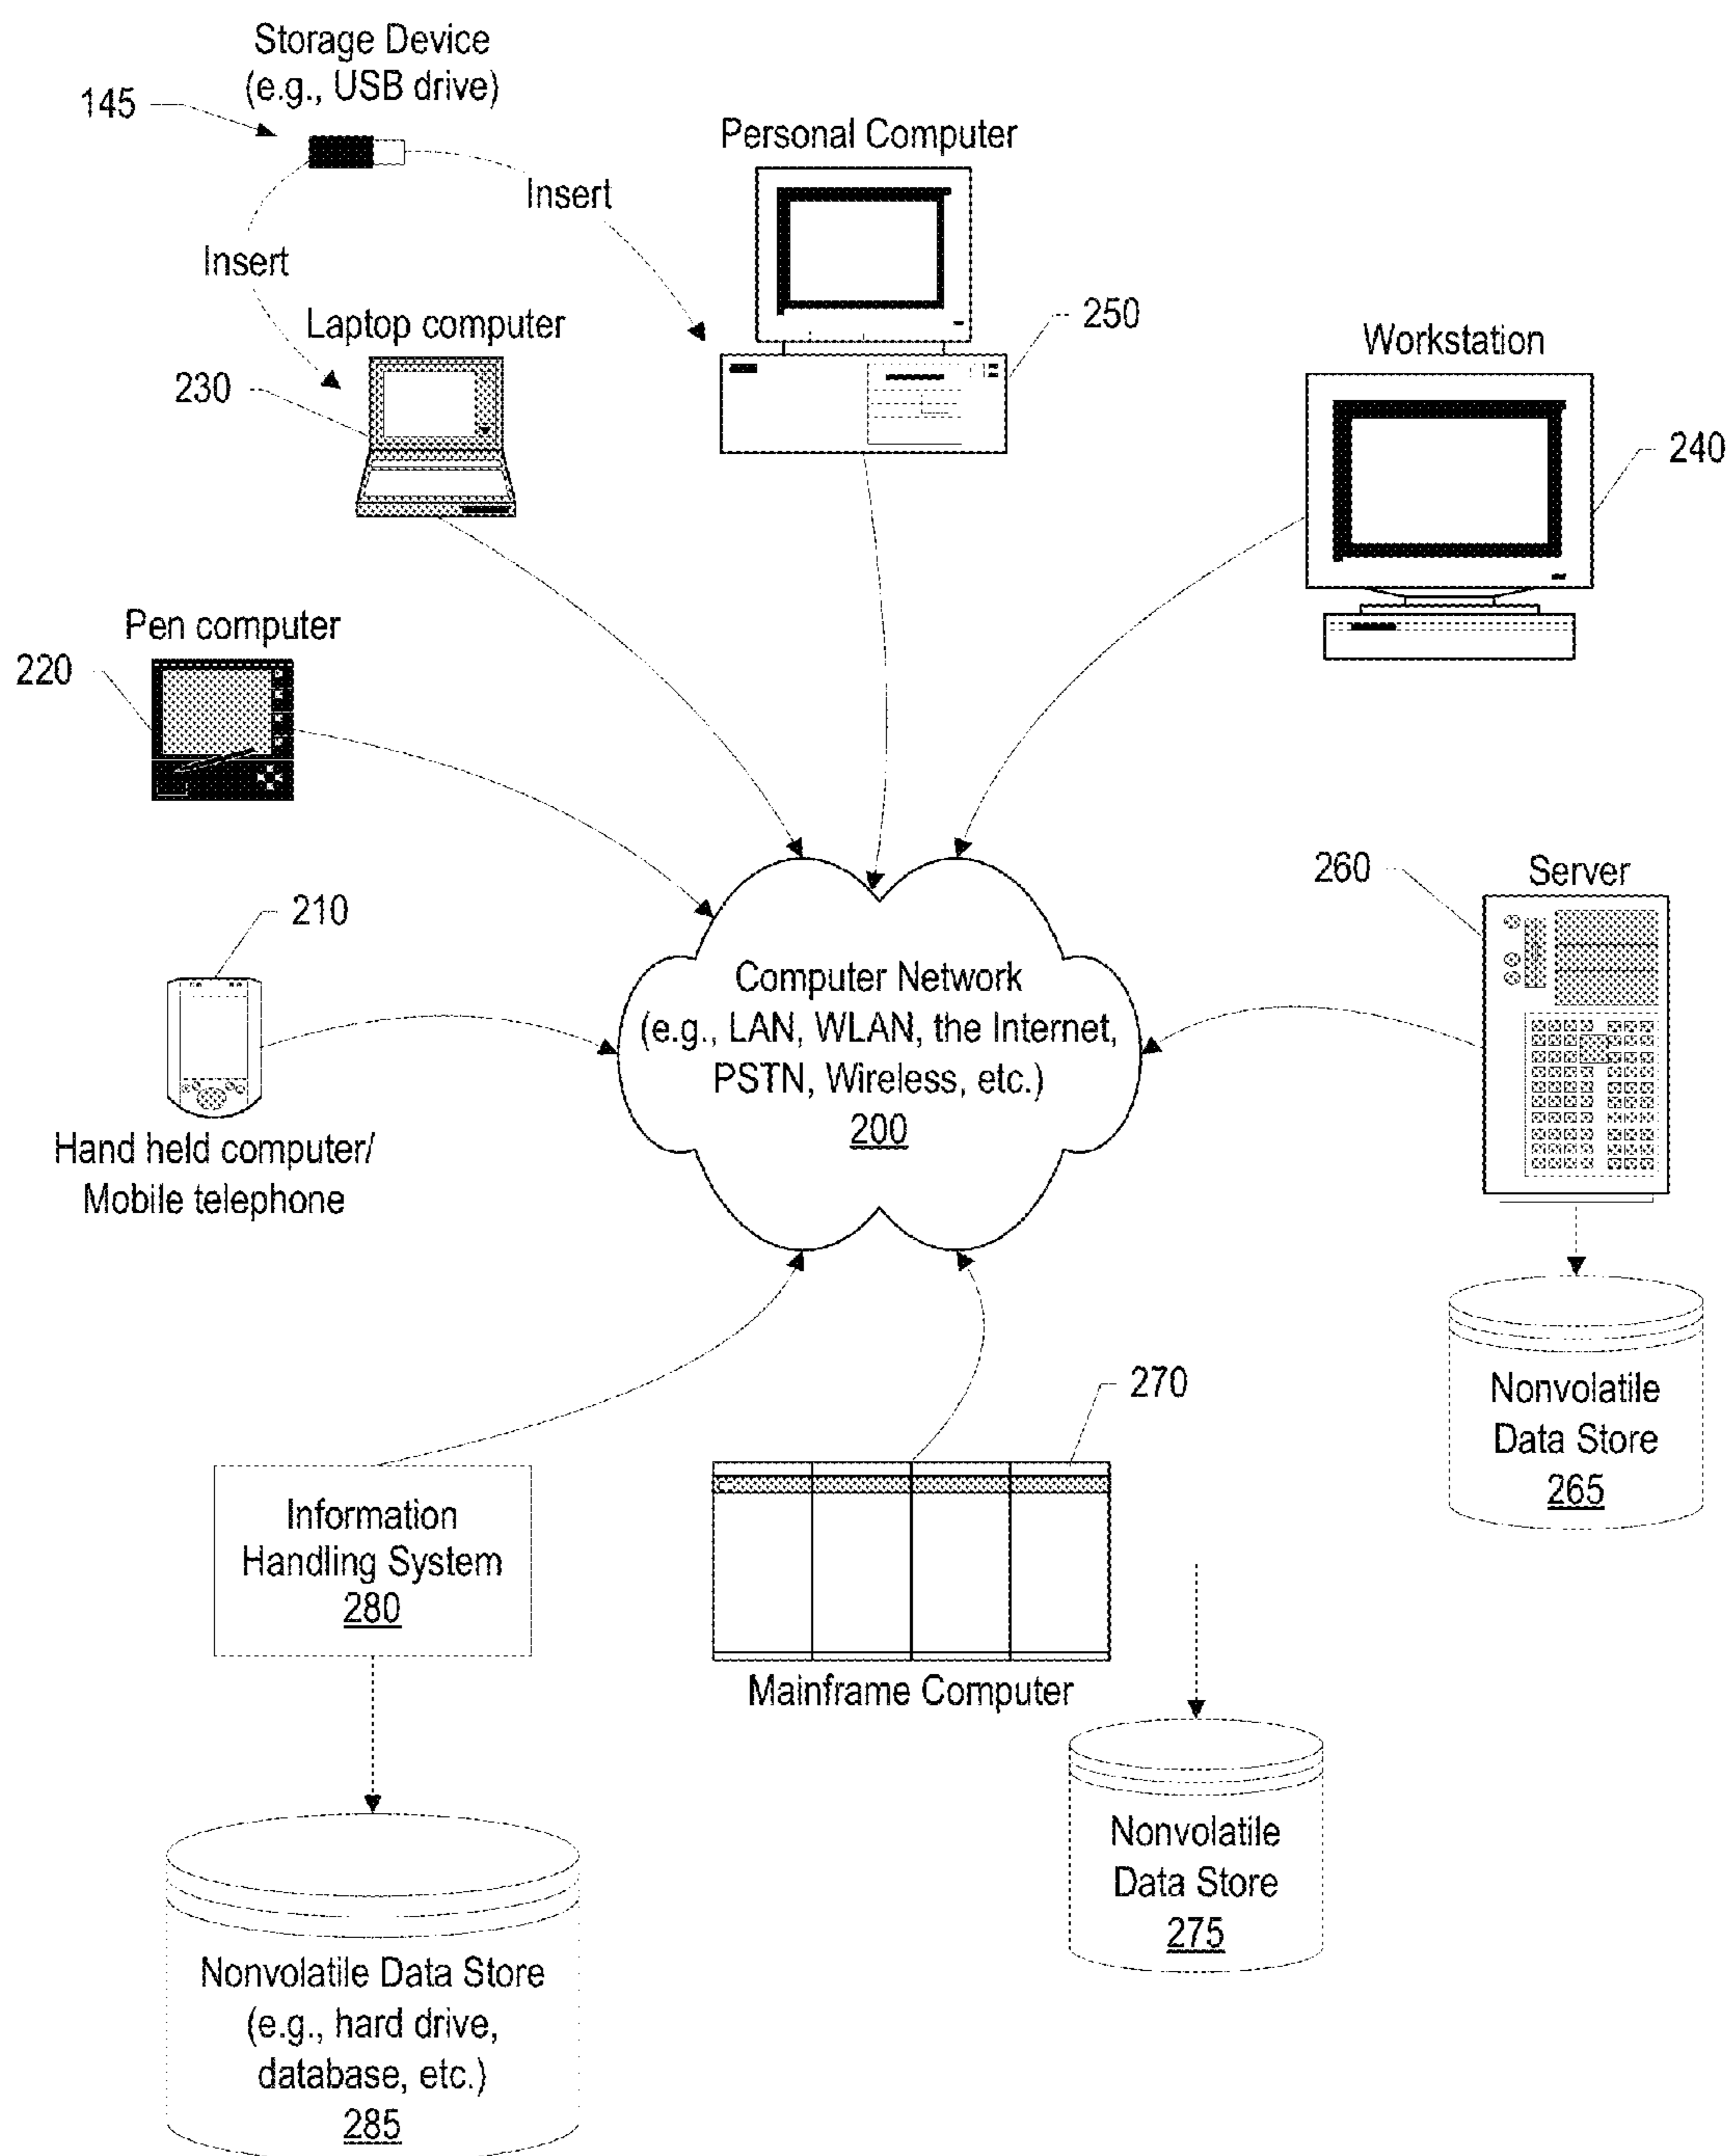 Storage Device
(e.g., USB drive)
145
Personal Computer
Insert
Insert
Laptop computer
250
Workstation
230
240
Pen computer
220
260
Server
210
Computer Network
(e.g., LAN, WLAN, the Internet,
PSTN, Wireless, etc.)
200
Hand held computer/
Mobile telephone
270
Nonvolatile
Data Store
265
Information
Handling System
280
Mainframe Computer
Nonvolatile
Data Store
275
Nonvolatile Data Store
(e.g., hard drive,
database, etc.)
285